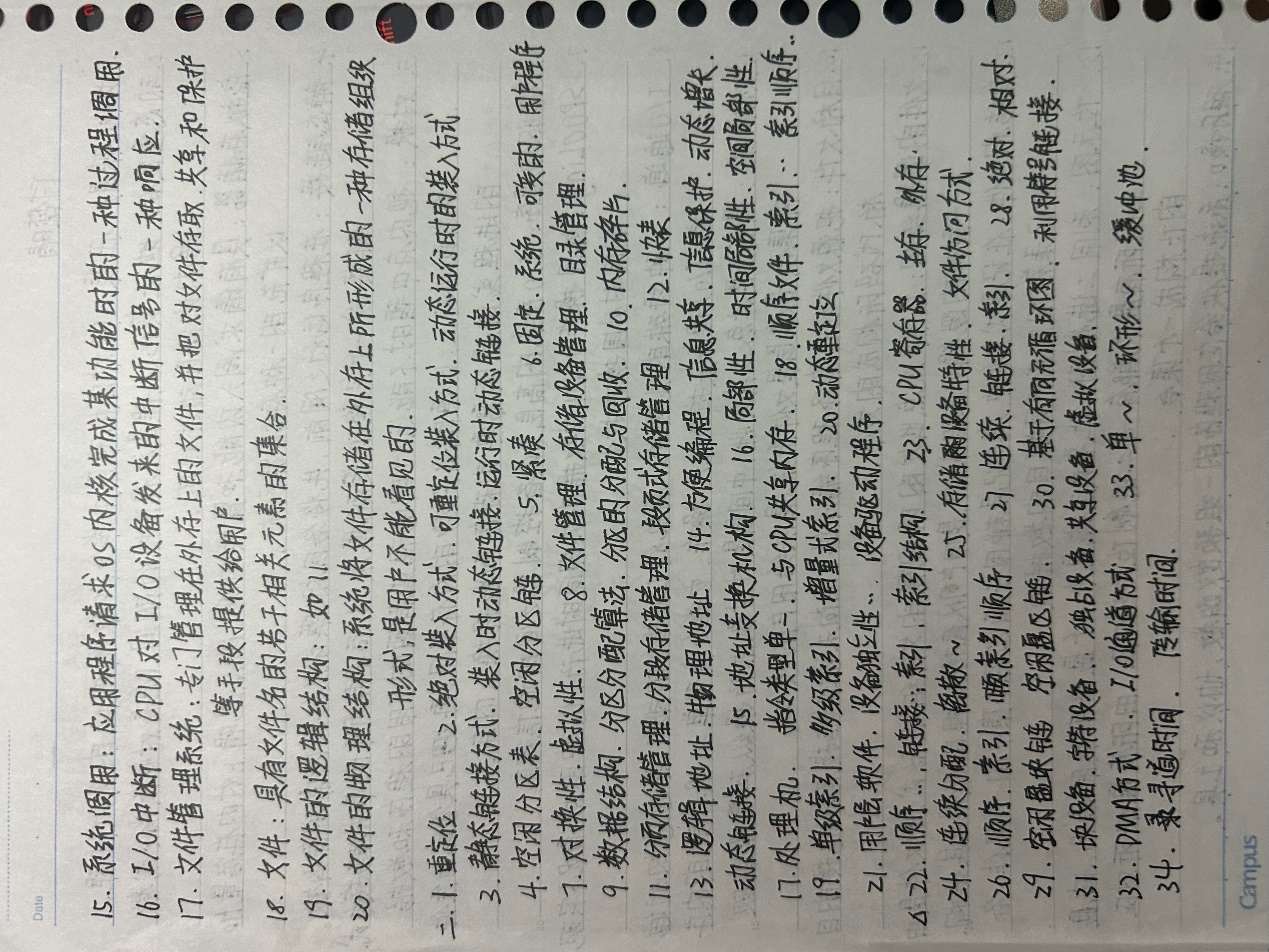 Date
15. 系统调用：应用程序请求OS内核完成某功能时的一种过程调用.
16. I/O中断：CPU对I/O设备发来的中断信号的一种响应.
17. 文件管理系统：专门管理在外存上的文件，并把对文件存取.共享和保护
等手段提供给用户.
18. 文件：具有文件名的若干相关元素的集合.
19. 文件的逻辑结构： 如11.
20. 文件的物理结构：系统将文件存储在外存上所形成的一种存储组织
形式，是用户不能看见的.
二. 1. 重定位 2. 绝对装入方式. 可重定位装入方式. 动态运行时的装入方式
3. 静态链接方式. 装入时动态链接. 运行时动态链接.
4. 空闲分区表. 空闲分区链. 5. 紧凑 6. 固定. 系统. 可变的. 用户程序
7. 对换性. 虚拟性. 8. 文件管理. 存储设备管理. 目录管理.
9. 数据结构. 分区分配算法. 分区的分配与回收. 10. 内存碎片.
11. 分页存储管理. 分段存储管理. 段页式存储管理 12. 快表
13. 逻辑地址. 物理地址 14. 方便编程. 信息共享. 信息保护. 动态增长.
动态链接. 15 地址变换机构. 16. 局部性. 时间局部性. 空间局部性.
17. 处理机. 指令类型单一. 与CPU共享内存. 18. 顺序文件. 索引.. 索引顺序..
19. 单级索引. 多级索引. 增量式索引. 20. 动态重定位
21. 用户层软件. 设备独立性.. 设备驱动程序.
22. 顺序.. 链接.. 索引. 索引结构. 23. CPU寄存器. 主存. 外存.
24. 连续分配. 离散~ 25. 存储器设备特性. 文件访问方式.
26. 顺序. 索引. 顺索引顺序 27 连续. 链接. 索引. 28. 绝对. 相对.
29. 空闲盘块链 空闲盘区链. 30. 基于有向无循环图. 利用符号链接.
31. 块设备. 字符设备. 独占设备. 共享设备. 虚拟设备.
32. DMA方式. I/O通道方式 33. 单~. 环形~. 缓冲池.
34. 寻道时间. 传输时间.
Campus